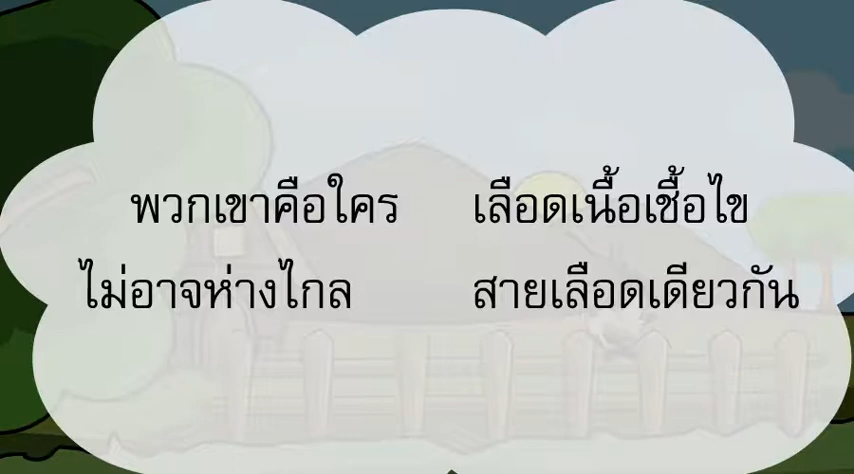 พวกเขาคือใคร เลือดเนื้อเชื้อไข
ไม่อาจห่างไกล สายเลือดเดียวกัน